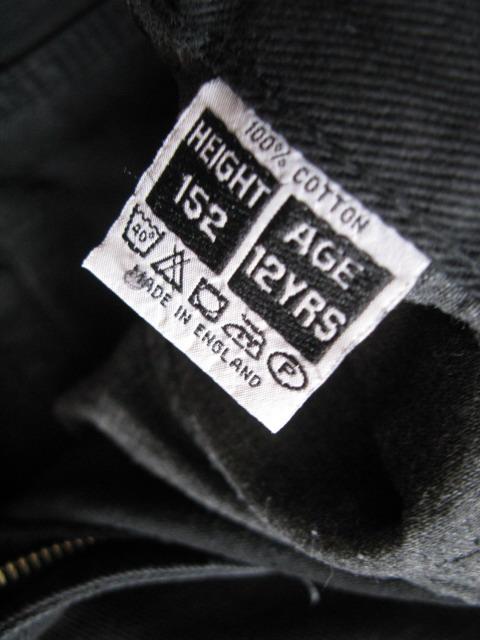 100% COTTON
HEIGHT
152
AGE
12YRS
40°
P
MADE IN ENGLAND